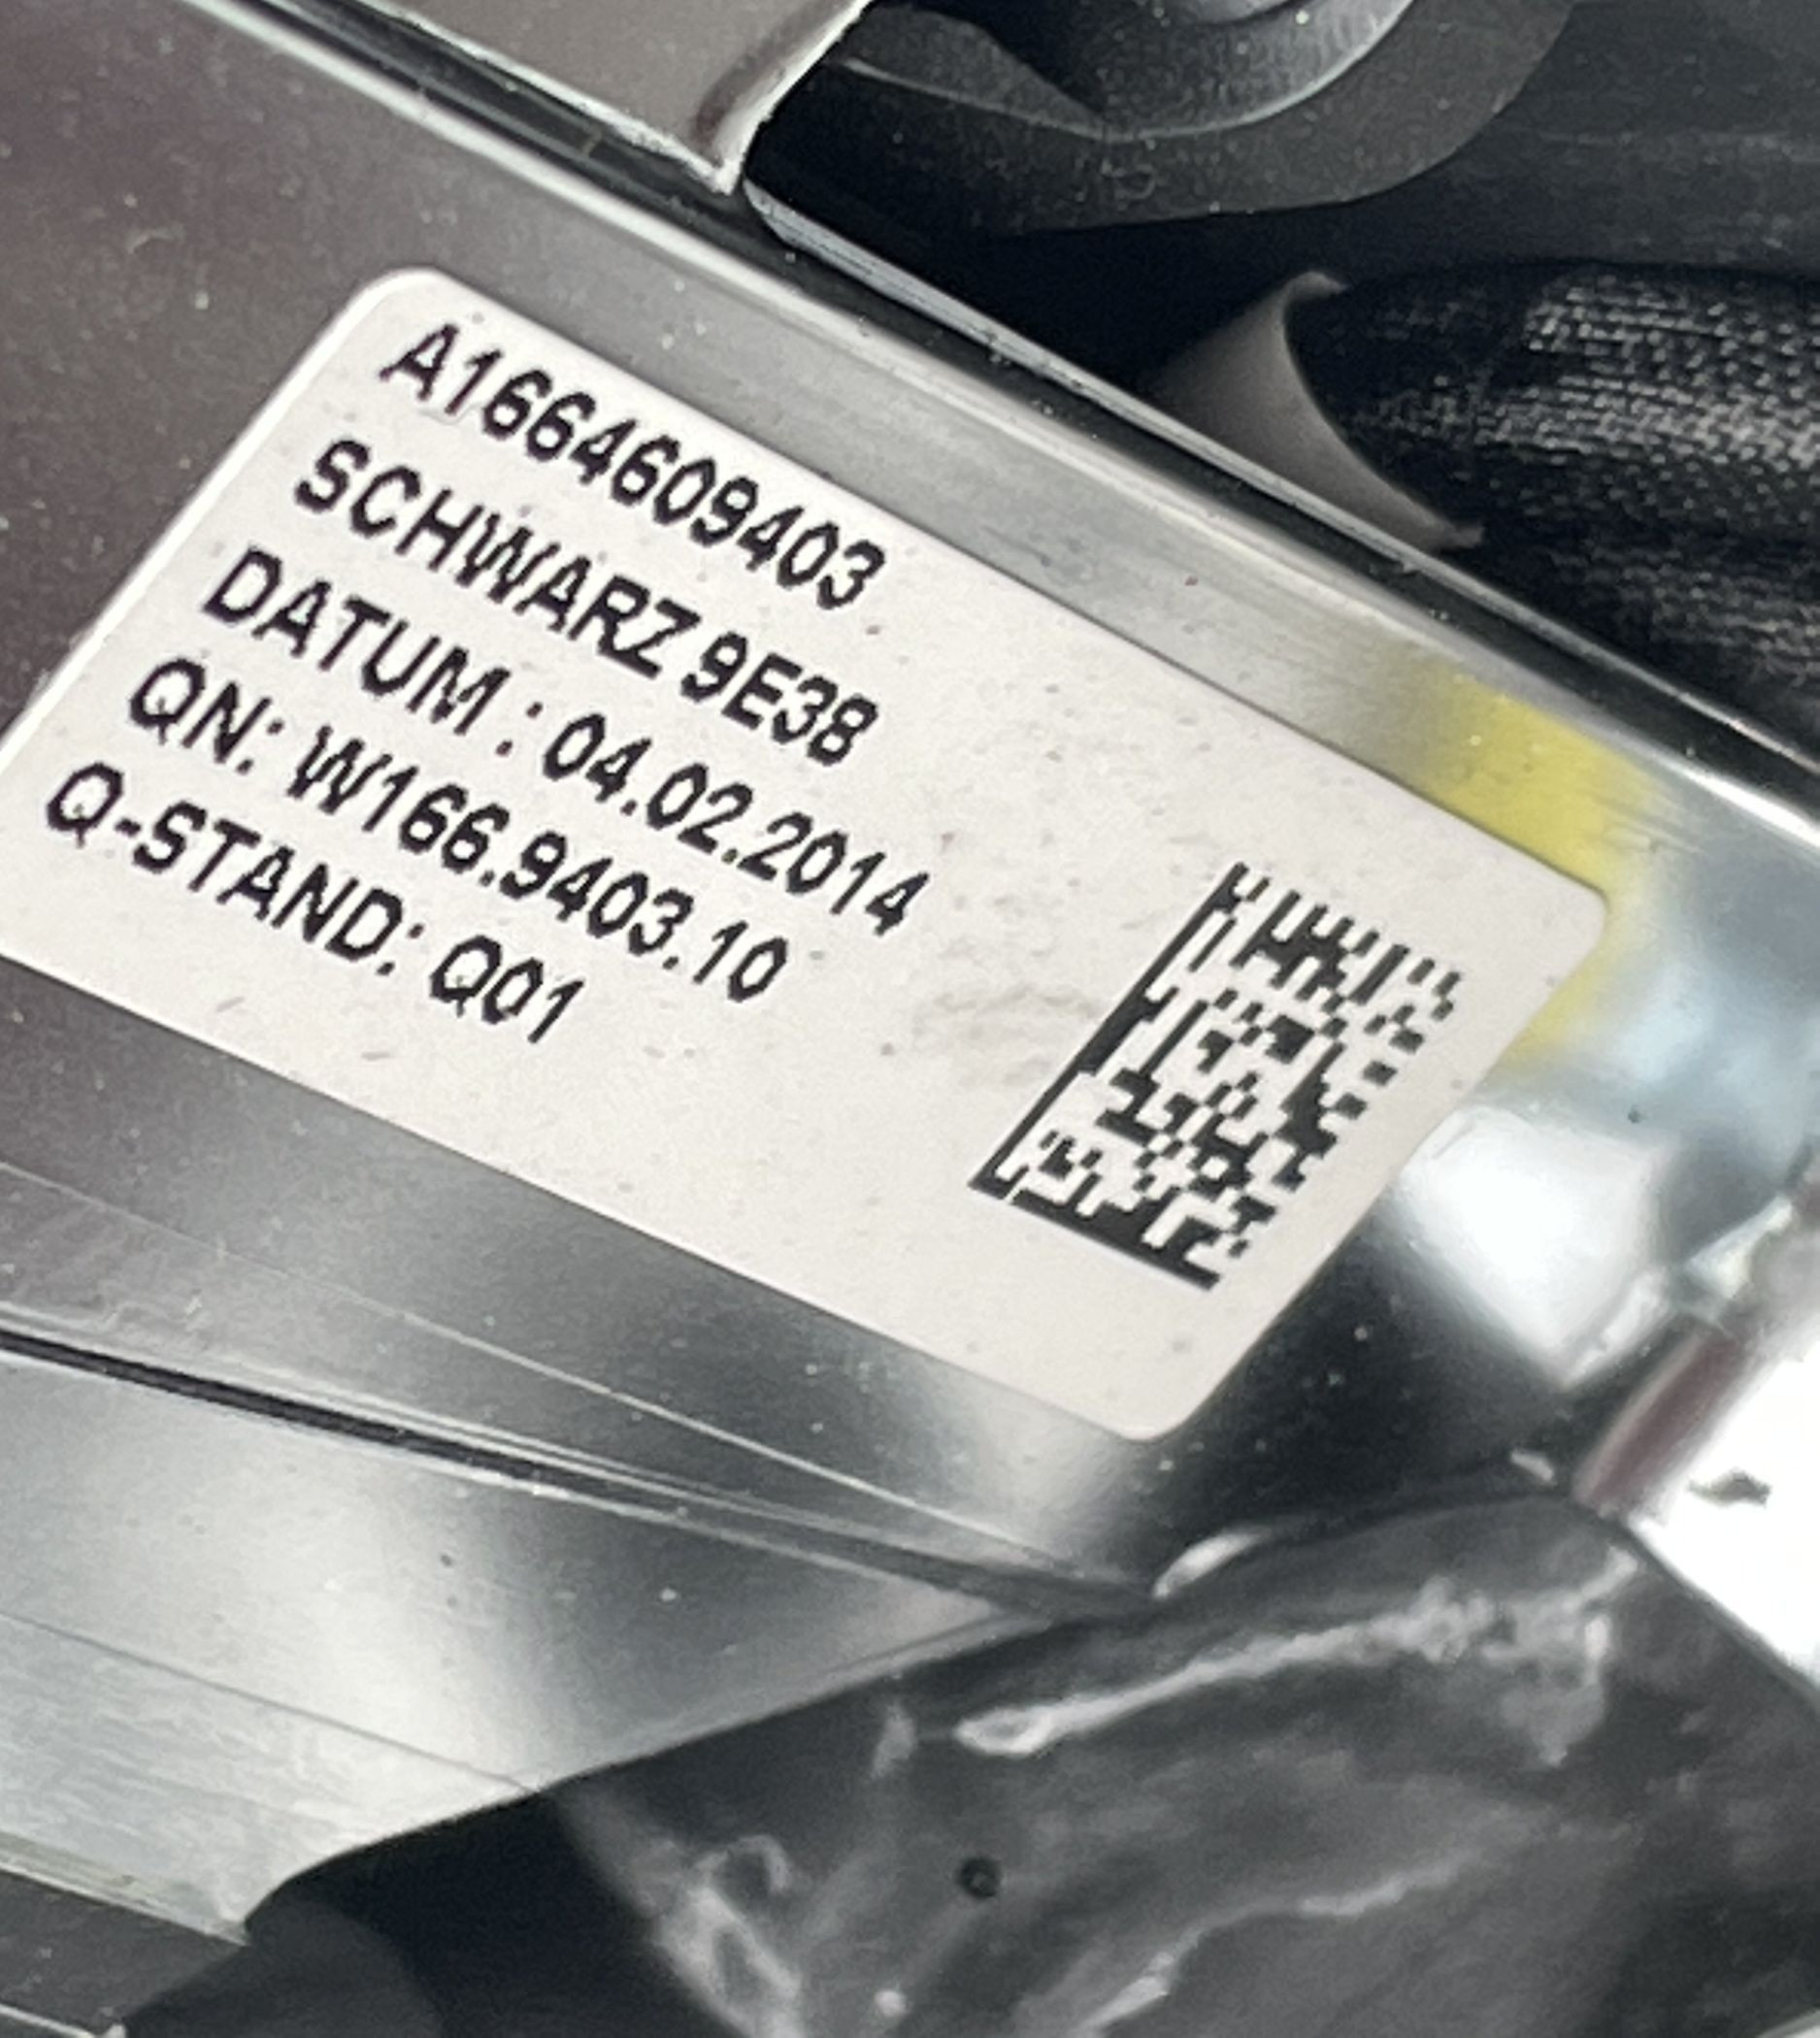 A1664609403
SCHWARZ 9E38
DATUM : 04.02.2014
QN: W166.9403.10
Q-STAND: Q01